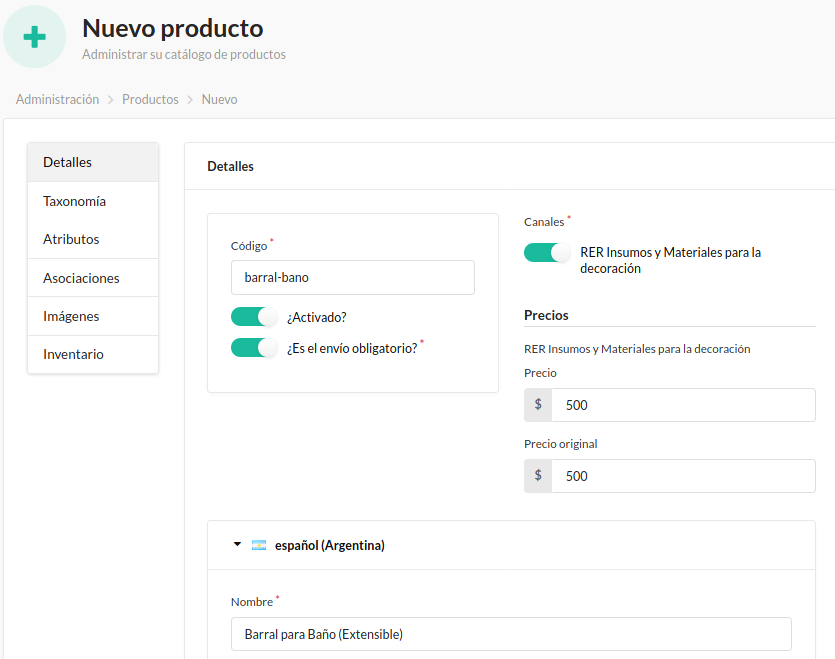 Nuevo producto
Administrar su catálogo de productos
Administración
Productos
Nuevo
Detalles
Taxonomía
Atributos
Asociaciones
Imágenes
Inventario
Detalles
Código *
barral-bano
¿Activado?
¿Es el envío obligatorio? *
Canales *
RER Insumos y Materiales para la
decoración
Precios
RER Insumos y Materiales para la decoración
Precio
$ 500
Precio original
$ 500
español (Argentina)
Nombre *
Barral para Baño (Extensible)